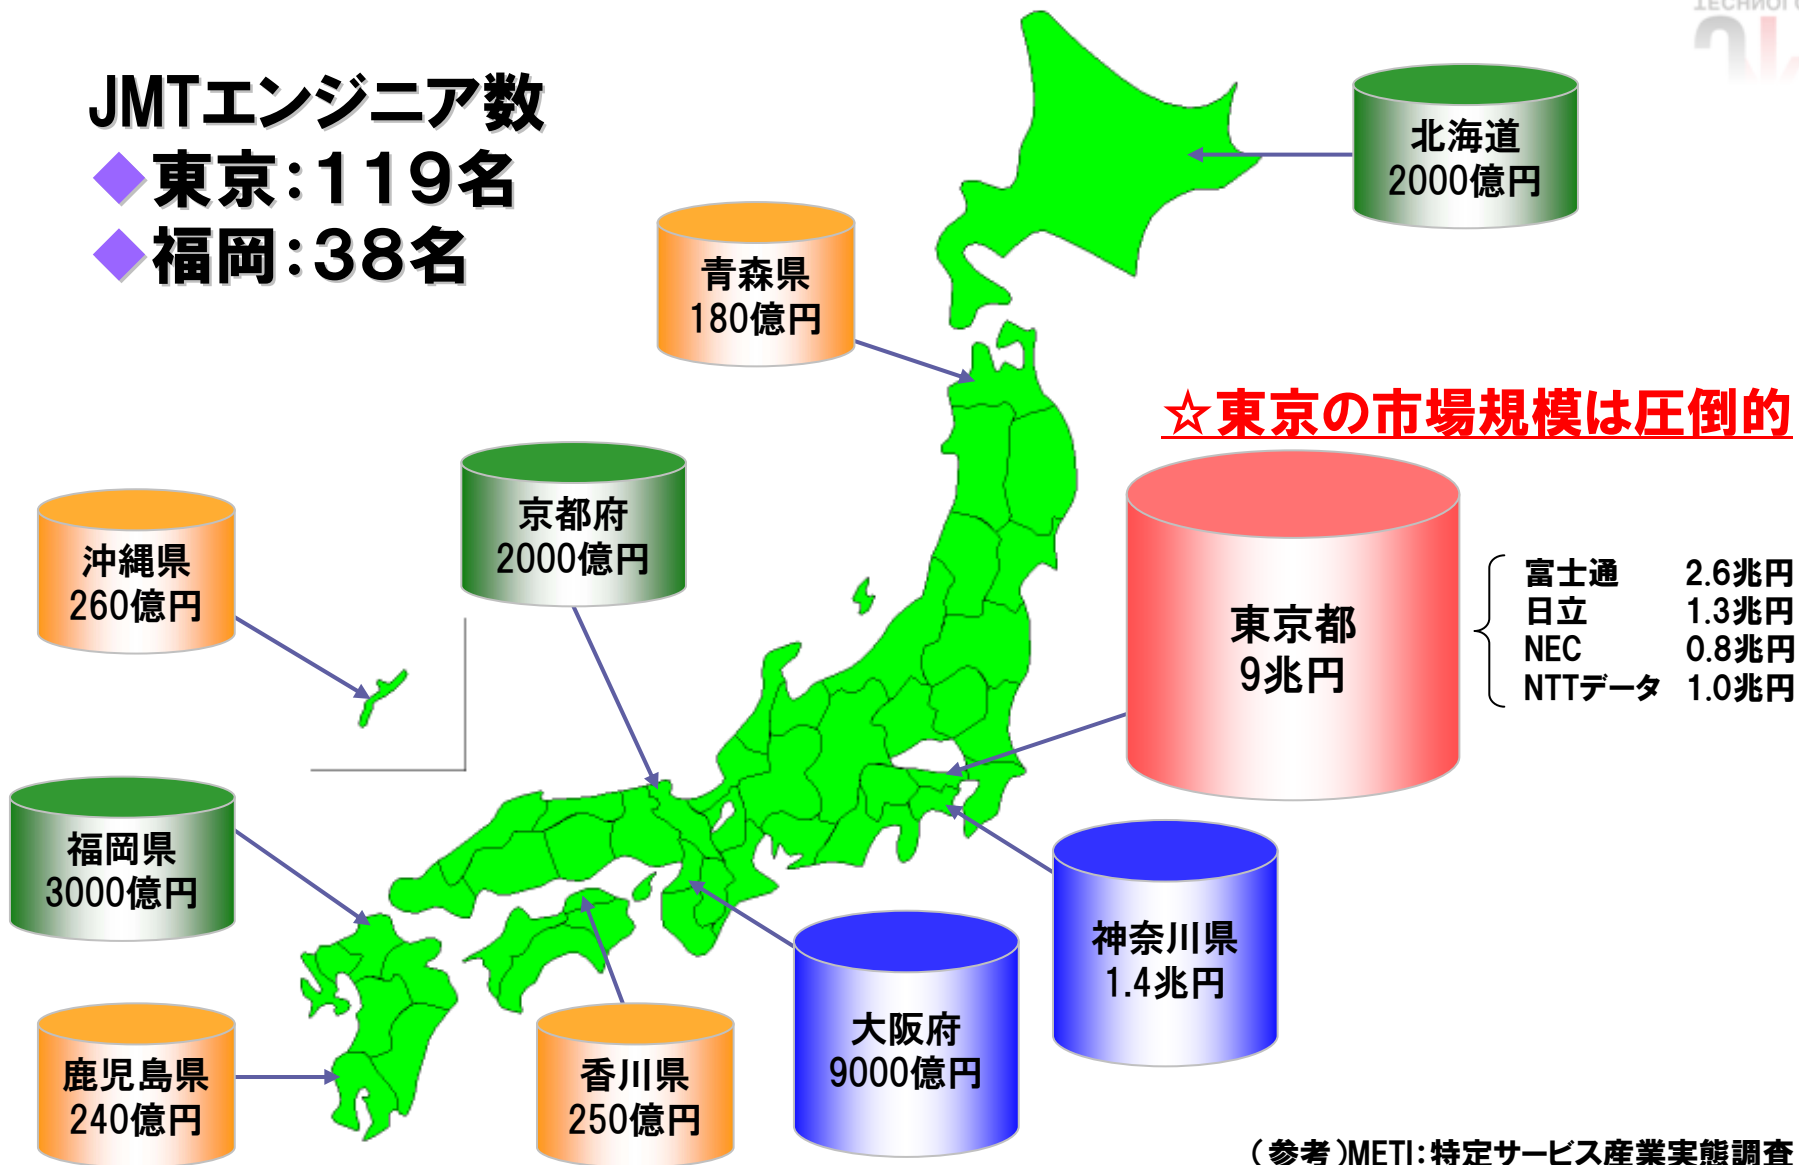 JMTエンジニア数
◆東京：１１９名
◆福岡：３８名
北海道
2000億円
青森県
180億円
☆東京の市場規模は圧倒的
京都府
2000億円
沖縄県
260億円
東京都
9兆円
富士通 2.6兆円
日立 1.3兆円
NEC 0.8兆円
NTTデータ 1.0兆円
福岡県
3000億円
神奈川県
1.4兆円
大阪府
9000億円
鹿児島県
240億円
香川県
250億円
（参考）METI：特定サービス産業実態調査